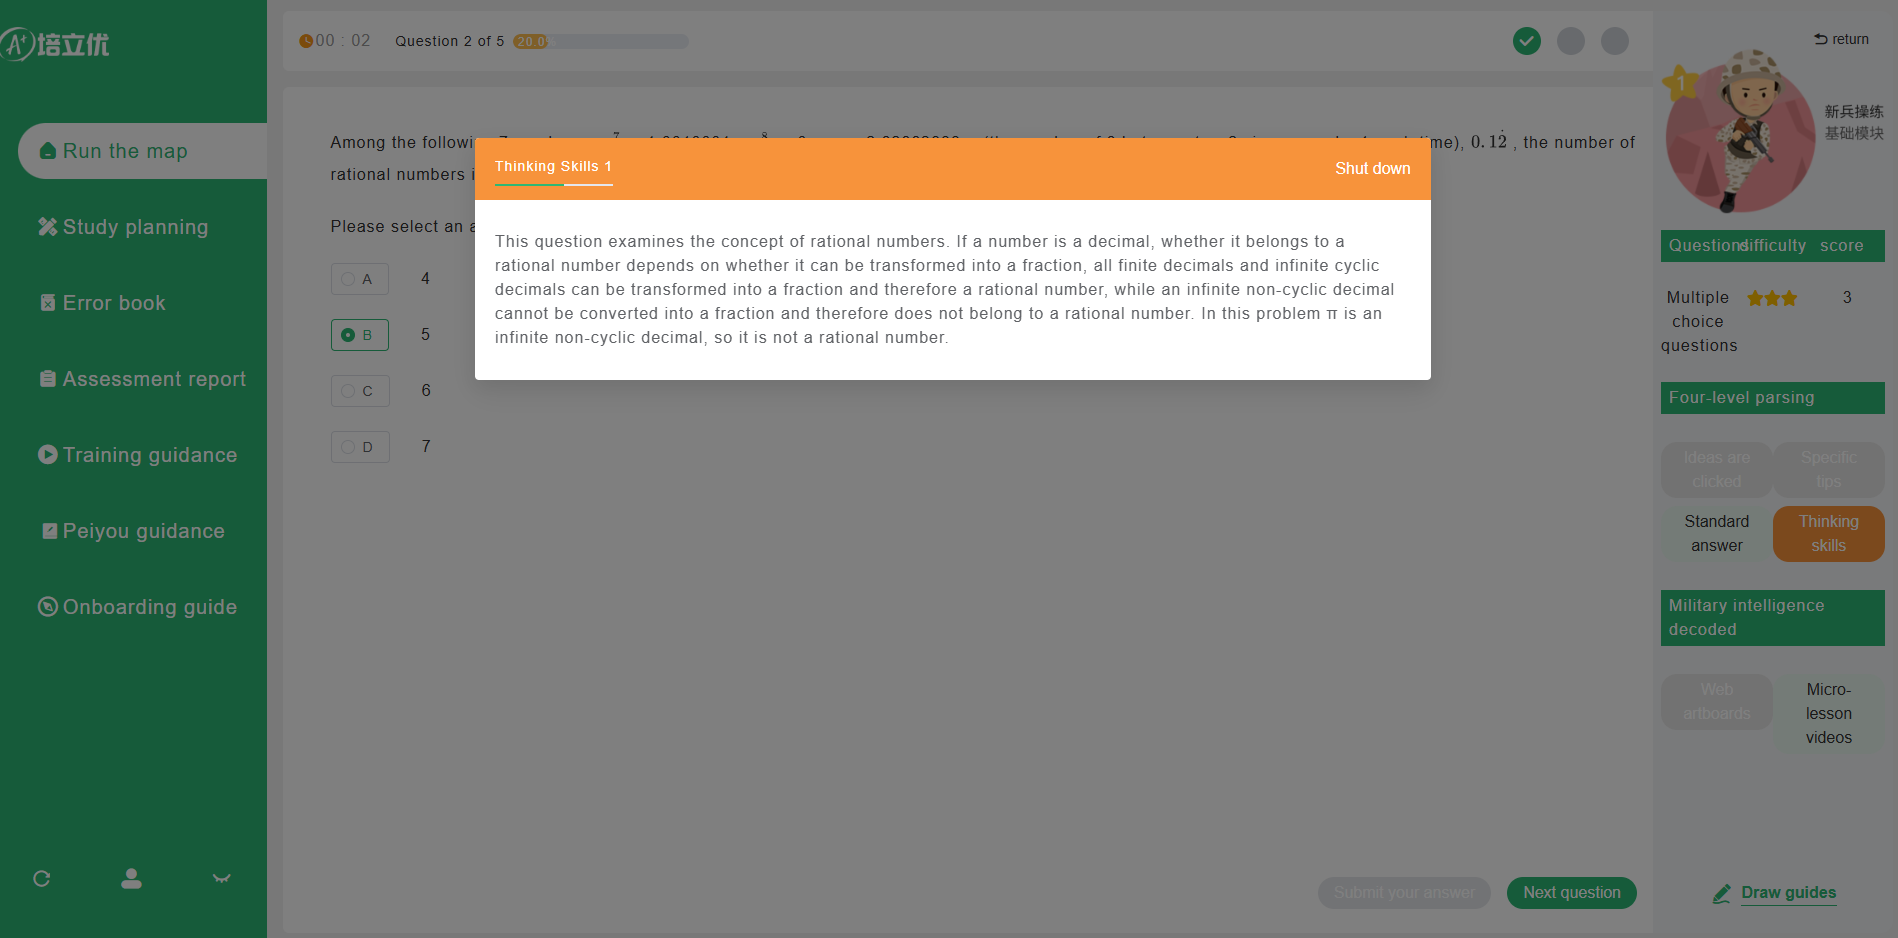 培立优
Run the map
Study planning
Error book
Assessment report
Training guidance
Peiyou guidance
Onboarding guide
00 : 02
Question 2 of 5
20.0%
return
1
新兵操练
基础模块
Among the followi
me), 0.12̇ , the number of
rational numbers i
Please select an a
A 4
B 5
C 6
D 7
Thinking Skills 1
Shut down
This question examines the concept of rational numbers. If a number is a decimal, whether it belongs to a
rational number depends on whether it can be transformed into a fraction, all finite decimals and infinite cyclic
decimals can be transformed into a fraction and therefore a rational number, while an infinite non-cyclic decimal
cannot be converted into a fraction and therefore does not belong to a rational number. In this problem π is an
infinite non-cyclic decimal, so it is not a rational number.
Submit your answer
Next question
Questions difficulty score
Multiple
choice
questions
3
Four-level parsing
Ideas are
clicked
Specific
tips
Standard
answer
Thinking
skills
Military intelligence
decoded
Web
artboards
Micro-
lesson
videos
Draw guides